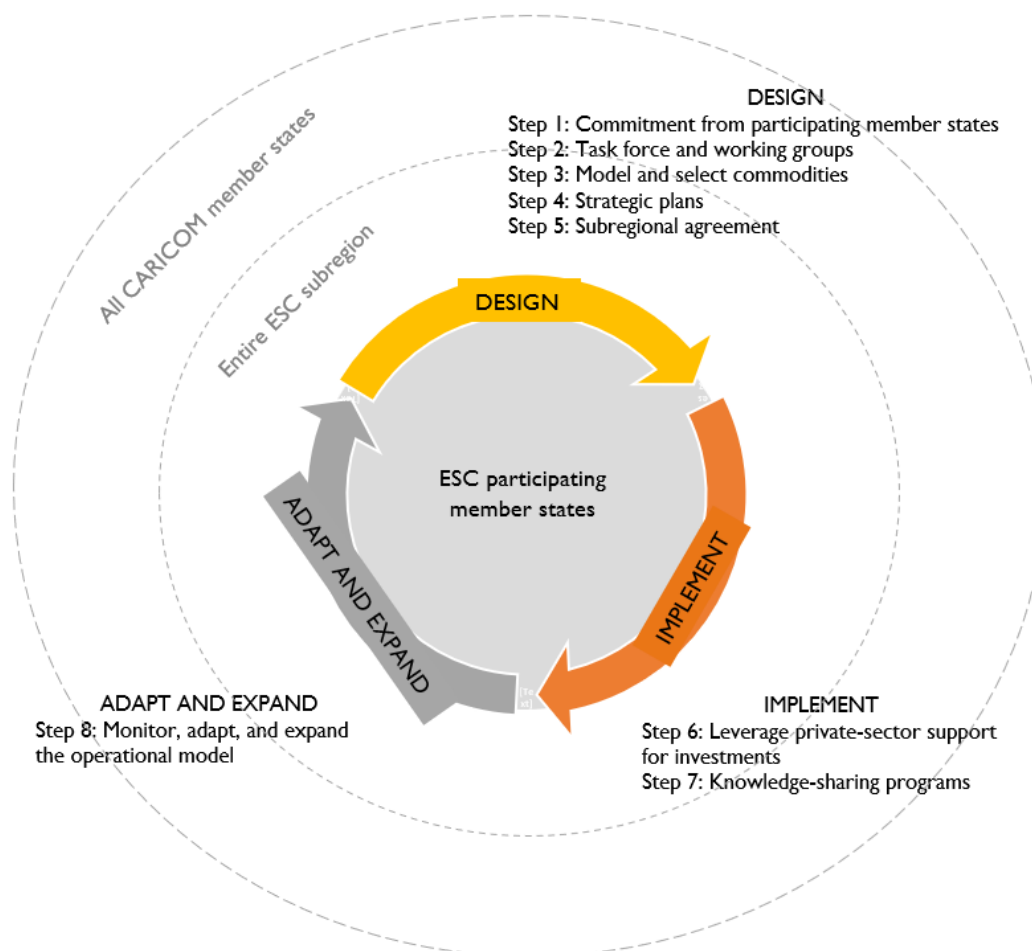 All CARICOM member states
Entire ESC subregion
DESIGN
Step 1: Commitment from participating member states
Step 2: Task force and working groups
Step 3: Model and select commodities
Step 4: Strategic plans
Step 5: Subregional agreement
DESIGN
ESC participating
member states
IMPLEMENT
ADAPT AND EXPAND
[Te
xt]
ADAPT AND EXPAND
Step 8: Monitor, adapt, and expand
the operational model
IMPLEMENT
Step 6: Leverage private-sector support
for investments
Step 7: Knowledge-sharing programs